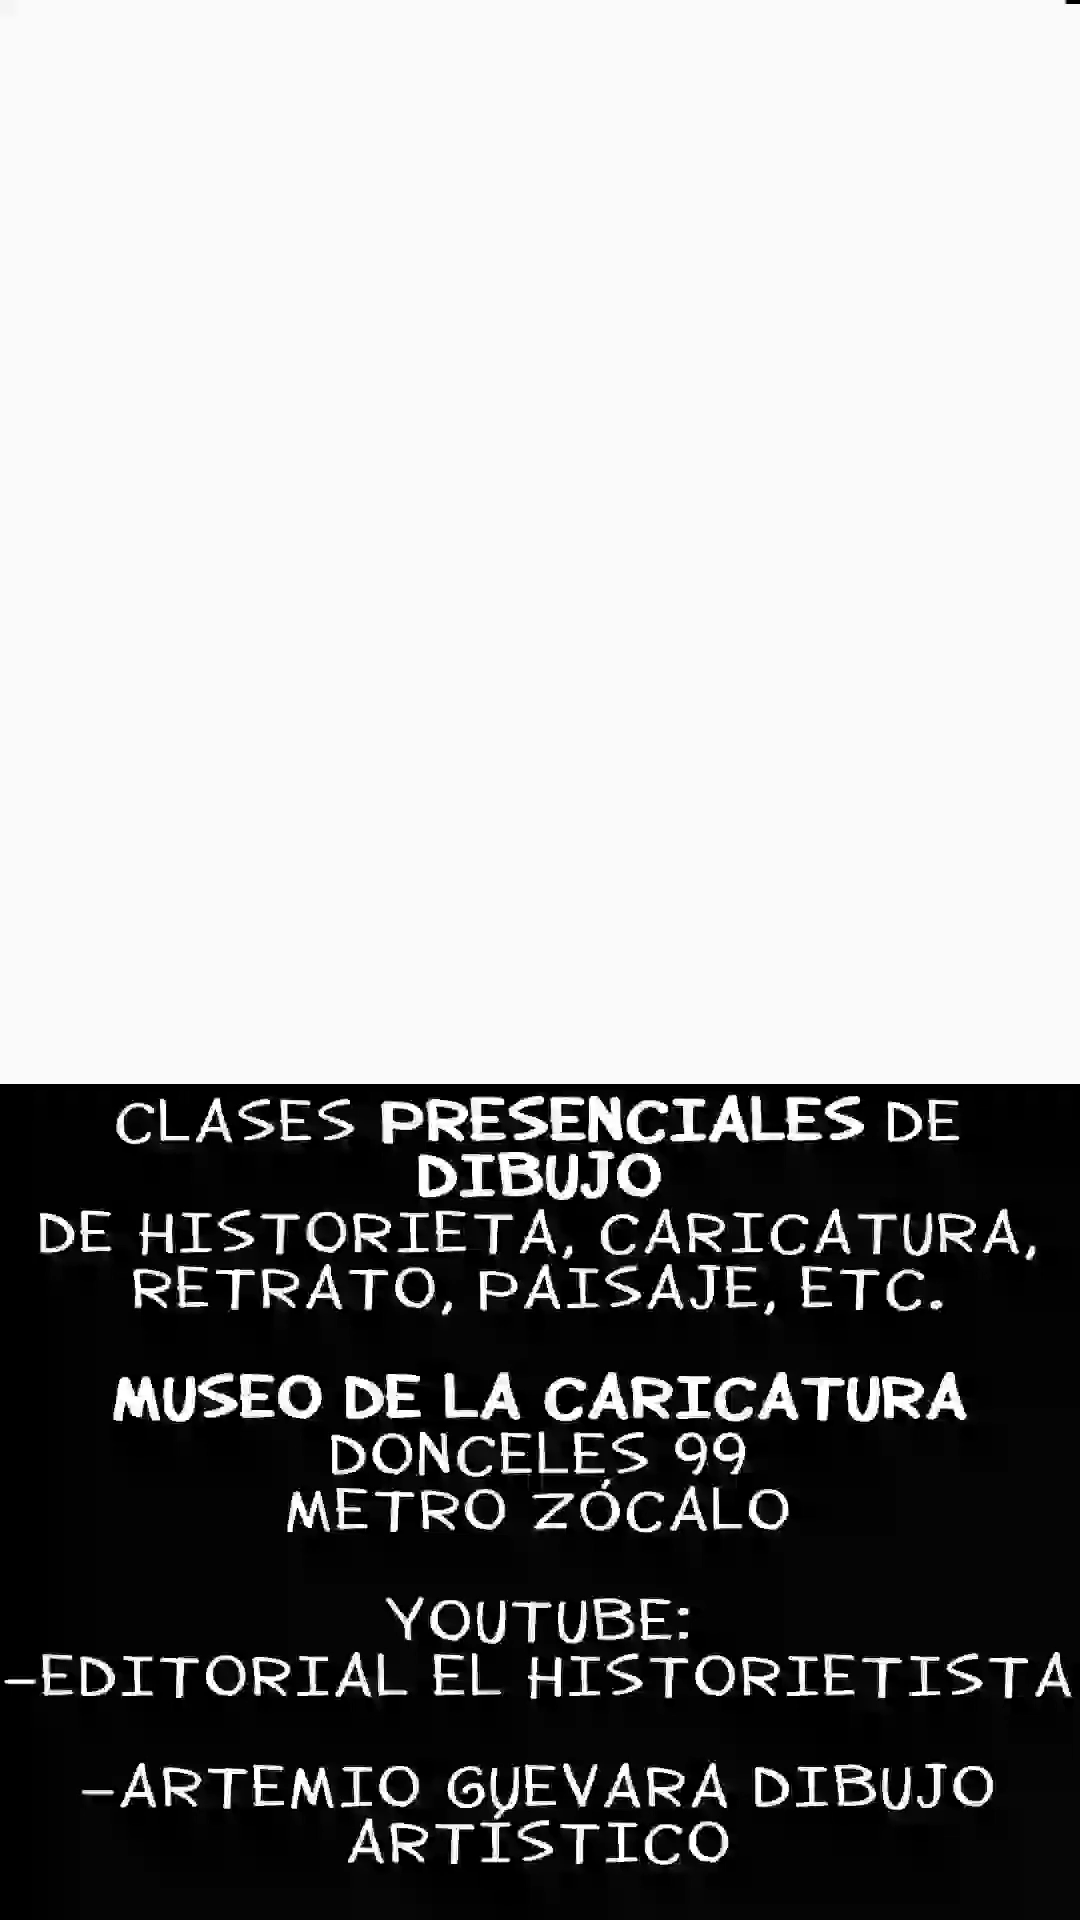 CLASES PRESENCIALES DE
DIBUJO
DE HISTORIETA, CARICATURA,
RETRATO, PAISAJE, ETC.
MUSEO DE LA CARICATURA
DONCELES 99
METRO ZÓCALO
YOUTUBE:
-EDITORIAL EL HISTORIETISTA
-ARTEMIO GUEVARA DIBUJO
ARTÍSTICO